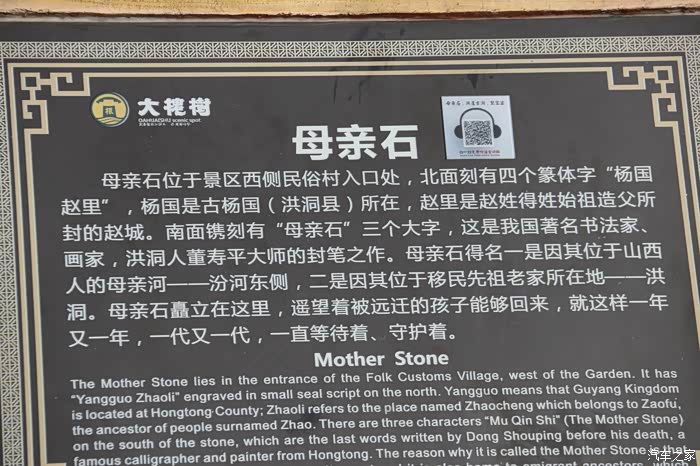 大槐树
DAHUAISHU scenic spot
母亲石
母亲石位于景区西侧民俗村入口处，北面刻有四个篆体字“杨国
赵里”，杨国是古杨国（洪洞县）所在，赵里是赵姓得姓始祖造父所
封的赵城。南面镌刻有“母亲石”三个大字，这是我国著名书法家、
画家，洪洞人董寿平大师的封笔之作。母亲石得名一是因其位于山西
人的母亲河——汾河东侧，二是因其位于移民先祖老家所在地——洪
洞。母亲石矗立在这里，遥望着被远迁的孩子能够回来，就这样一年
又一年，一代又一代，一直等待着、守护着。
Mother Stone
The Mother Stone lies in the entrance of the Folk Customs Village, west of the Garden. It has
“Yangguo Zhaoli” engraved in small seal script on the north. Yangguo means that Guyang Kingdom
is located at Hongtong County; Zhaoli refers to the place named Zhaocheng which belongs to Zaofu,
the ancestor of people surnamed Zhao. There are three characters “Mu Qin Shi” (The Mother Stone)
on the south of the stone, which are the last words written by Dong Shouping before his death, a
famous calligrapher and painter from Hongtong. The reason why it is called the Mother Stone is
汽车之家